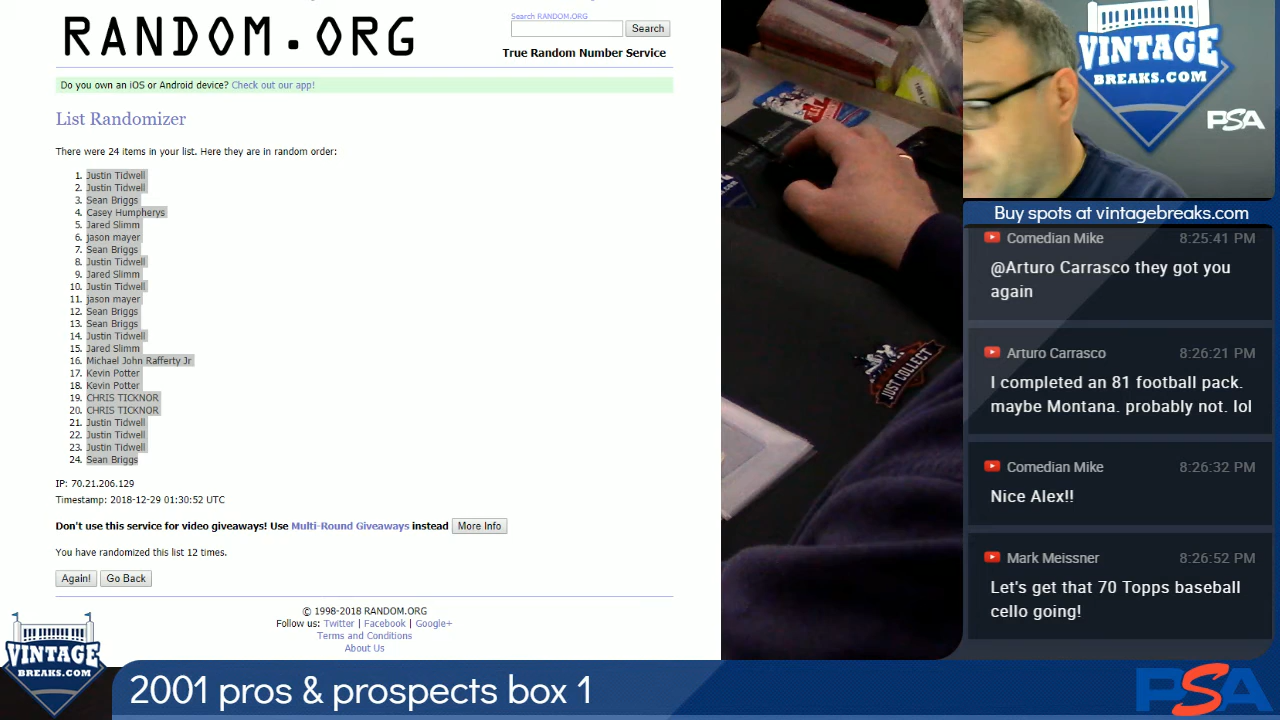 RANDOM.ORG
Search RANDOM.ORG
Search
True Random Number Service
Do you own an iOS or Android device? Check out our app!
List Randomizer
There were 24 items in your list. Here they are in random order:
1. Justin Tidwell
2. Justin Tidwell
3. Sean Briggs
4. Casey Humpherys
5. Jared Slimm
6. jason mayer
7. Sean Briggs
8. Justin Tidwell
9. Jared Slimm
10. Justin Tidwell
11. jason mayer
12. Sean Briggs
13. Sean Briggs
14. Justin Tidwell
15. Jared Slimm
16. Michael John Rafferty Jr
17. Kevin Potter
18. Kevin Potter
19. CHRIS TICKNOR
20. CHRIS TICKNOR
21. Justin Tidwell
22. Justin Tidwell
23. Justin Tidwell
24. Sean Briggs
IP: 70.21.206.129
Timestamp: 2018-12-29 01:30:52 UTC
Don't use this service for video giveaways! Use Multi-Round Giveaways instead More Info
You have randomized this list 12 times.
Again! Go Back
© 1998-2018 RANDOM.ORG
Follow us: Twitter | Facebook | Google+
Terms and Conditions
About Us
JUST COLLECT
VINTAGE
BREAKS.COM
PSA
Buy spots at vintagebreaks.com
Comedian Mike 8:25:41 PM
@Arturo Carrasco they got you
again
Arturo Carrasco 8:26:21 PM
I completed an 81 football pack.
maybe Montana. probably not. lol
Comedian Mike 8:26:32 PM
Nice Alex!!
Mark Meissner 8:26:52 PM
Let's get that 70 Topps baseball
cello going!
VINTAGE
BREAKS.COM
2001 pros & prospects box 1
PSA